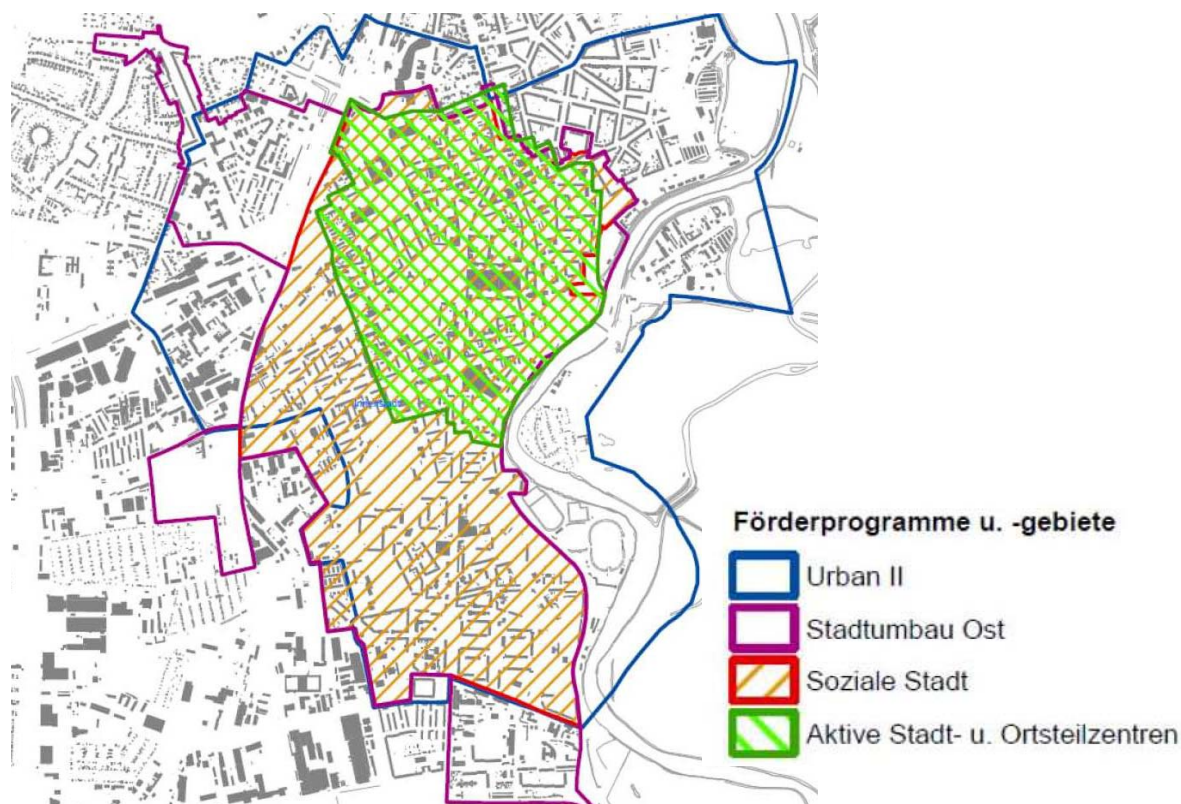 Förderprogramme u. -gebiete
Urban II
Stadtumbau Ost
Soziale Stadt
Aktive Stadt- u. Ortsteilzentren